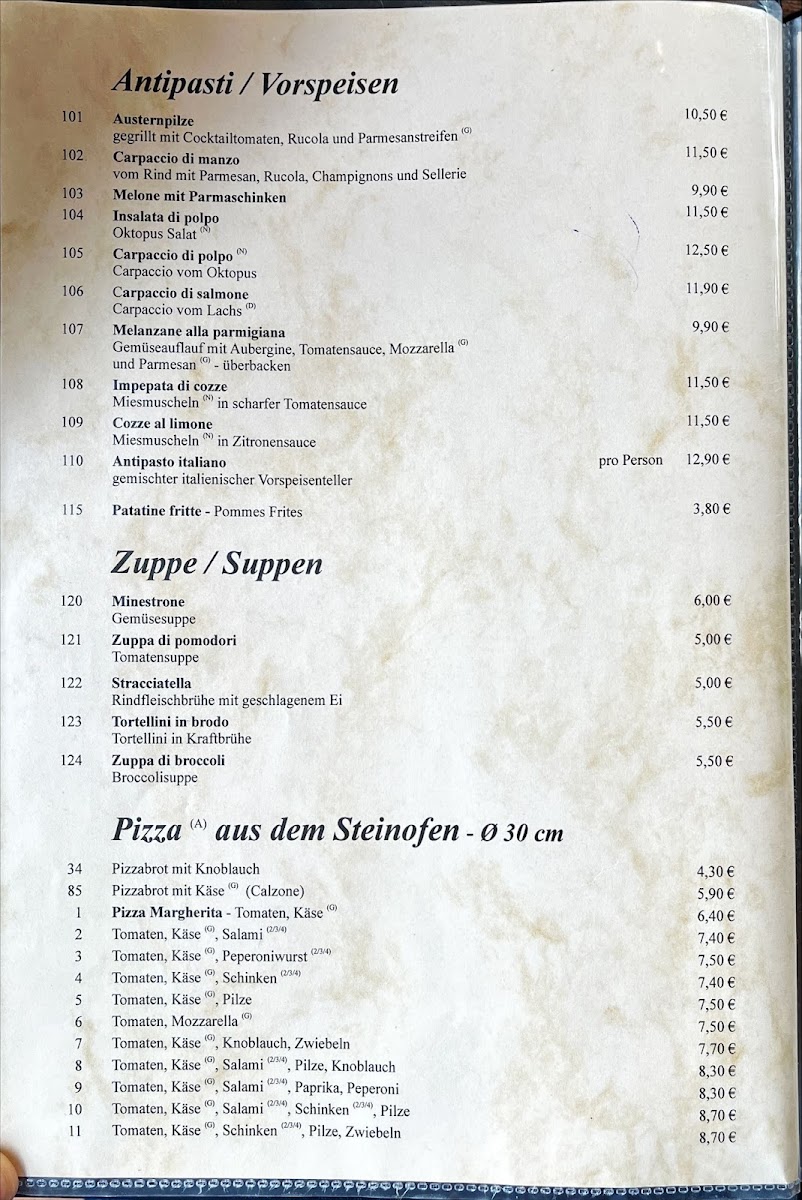 Antipasti / Vorspeisen
101 Austernpilze 10,50 €
gegrillt mit Cocktailtomaten, Rucola und Parmesanstreifen (G)
102 Carpaccio di manzo 11,50 €
vom Rind mit Parmesan, Rucola, Champignons und Sellerie
103 Melone mit Parmaschinken 9,90 €
104 Insalata di polpo 11,50 €
Oktopus Salat (N)
105 Carpaccio di polpo (N) 12,50 €
Carpaccio vom Oktopus
106 Carpaccio di salmone 11,90 €
Carpaccio vom Lachs (D)
107 Melanzane alla parmigiana 9,90 €
Gemüseauflauf mit Aubergine, Tomatensauce, Mozzarella (G)
und Parmesan (G) - überbacken
108 Impepata di cozze 11,50 €
Miesmuscheln (N) in scharfer Tomatensauce
109 Cozze al limone 11,50 €
Miesmuscheln (N) in Zitronensauce
110 Antipasto italiano pro Person 12,90 €
gemischter italienischer Vorspeisenteller
115 Patatine fritte - Pommes Frites 3,80 €
Zuppe / Suppen
120 Minestrone 6,00 €
Gemüsesuppe
121 Zuppa di pomodori 5,00 €
Tomatensuppe
122 Stracciatella 5,00 €
Rindfleischbrühe mit geschlagenem Ei
123 Tortellini in brodo 5,50 €
Tortellini in Kraftbrühe
124 Zuppa di broccoli 5,50 €
Broccolisuppe
Pizza (A) aus dem Steinofen - Ø 30 cm
34 Pizzabrot mit Knoblauch 4,30 €
85 Pizzabrot mit Käse (G) (Calzone) 5,90 €
1 Pizza Margherita - Tomaten, Käse (G) 6,40 €
2 Tomaten, Käse (G), Salami (2/3/4) 7,40 €
3 Tomaten, Käse (G), Peperoniwurst (2/3/4) 7,50 €
4 Tomaten, Käse (G), Schinken (2/3/4) 7,40 €
5 Tomaten, Käse (G), Pilze 7,50 €
6 Tomaten, Mozzarella (G) 7,50 €
7 Tomaten, Käse (G), Knoblauch, Zwiebeln 7,70 €
8 Tomaten, Käse (G), Salami (2/3/4), Pilze, Knoblauch 8,30 €
9 Tomaten, Käse (G), Salami (2/3/4), Paprika, Peperoni 8,30 €
10 Tomaten, Käse (G), Salami (2/3/4), Schinken (2/3/4), Pilze 8,70 €
11 Tomaten, Käse (G), Schinken (2/3/4), Pilze, Zwiebeln 8,70 €